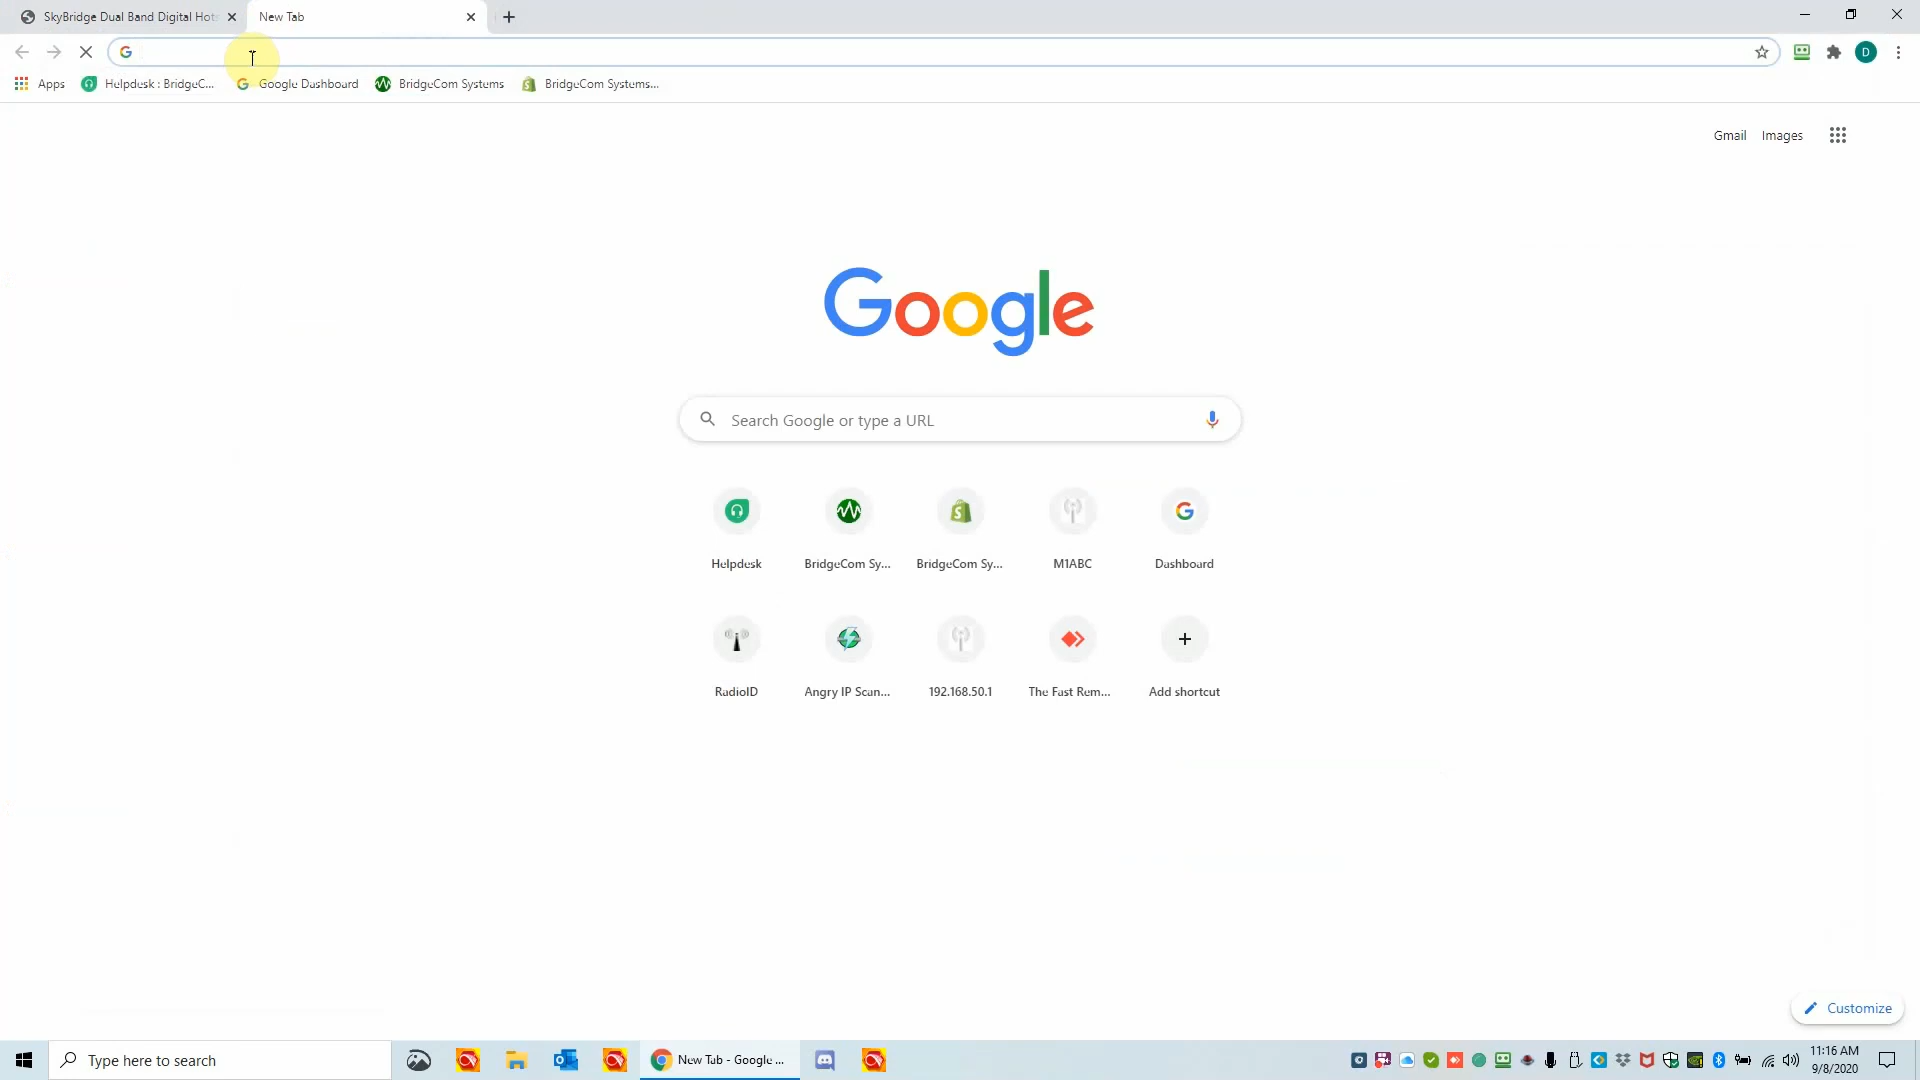 SkyBridge Dual Band Digital Hot
New Tab
Apps
Helpdesk : BridgeC...
Google Dashboard
BridgeCom Systems
BridgeCom Systems...
Gmail
Images
Google
Search Google or type a URL
Helpdesk
BridgeCom Sy...
BridgeCom Sy...
M1ABC
Dashboard
RadioID
Angry IP Scan...
192.168.50.1
The Fast Rem...
Add shortcut
Customize
Type here to search
New Tab - Google ...
11:16 AM
9/8/2020